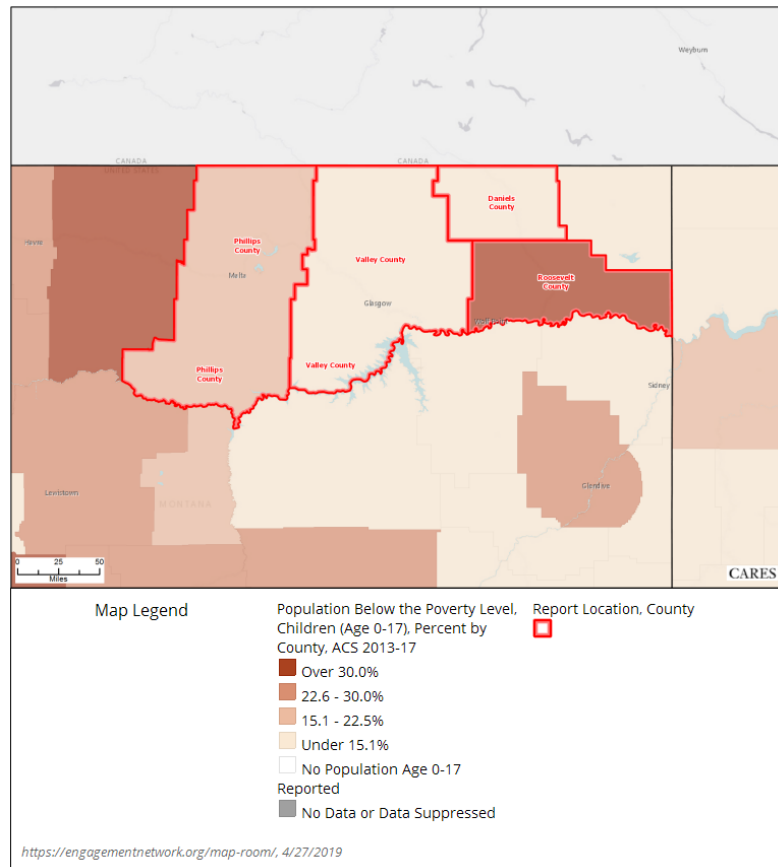 Weyburn
CANADA
CANADA
UNITED STATES
Daniels
County
Havre
Phillips
County
Valley County
Roosevelt
County
Malta
Glasgow
Phillips
County
Valley County
Sidney
Lewistown
MONTANA
Glendive
0 25 50
Miles
CARES
Map Legend
Population Below the Poverty Level,
Children (Age 0-17), Percent by
County, ACS 2013-17
Report Location, County
Over 30.0%
22.6 - 30.0%
15.1 - 22.5%
Under 15.1%
No Population Age 0-17
Reported
No Data or Data Suppressed
https://engagementnetwork.org/map-room/, 4/27/2019